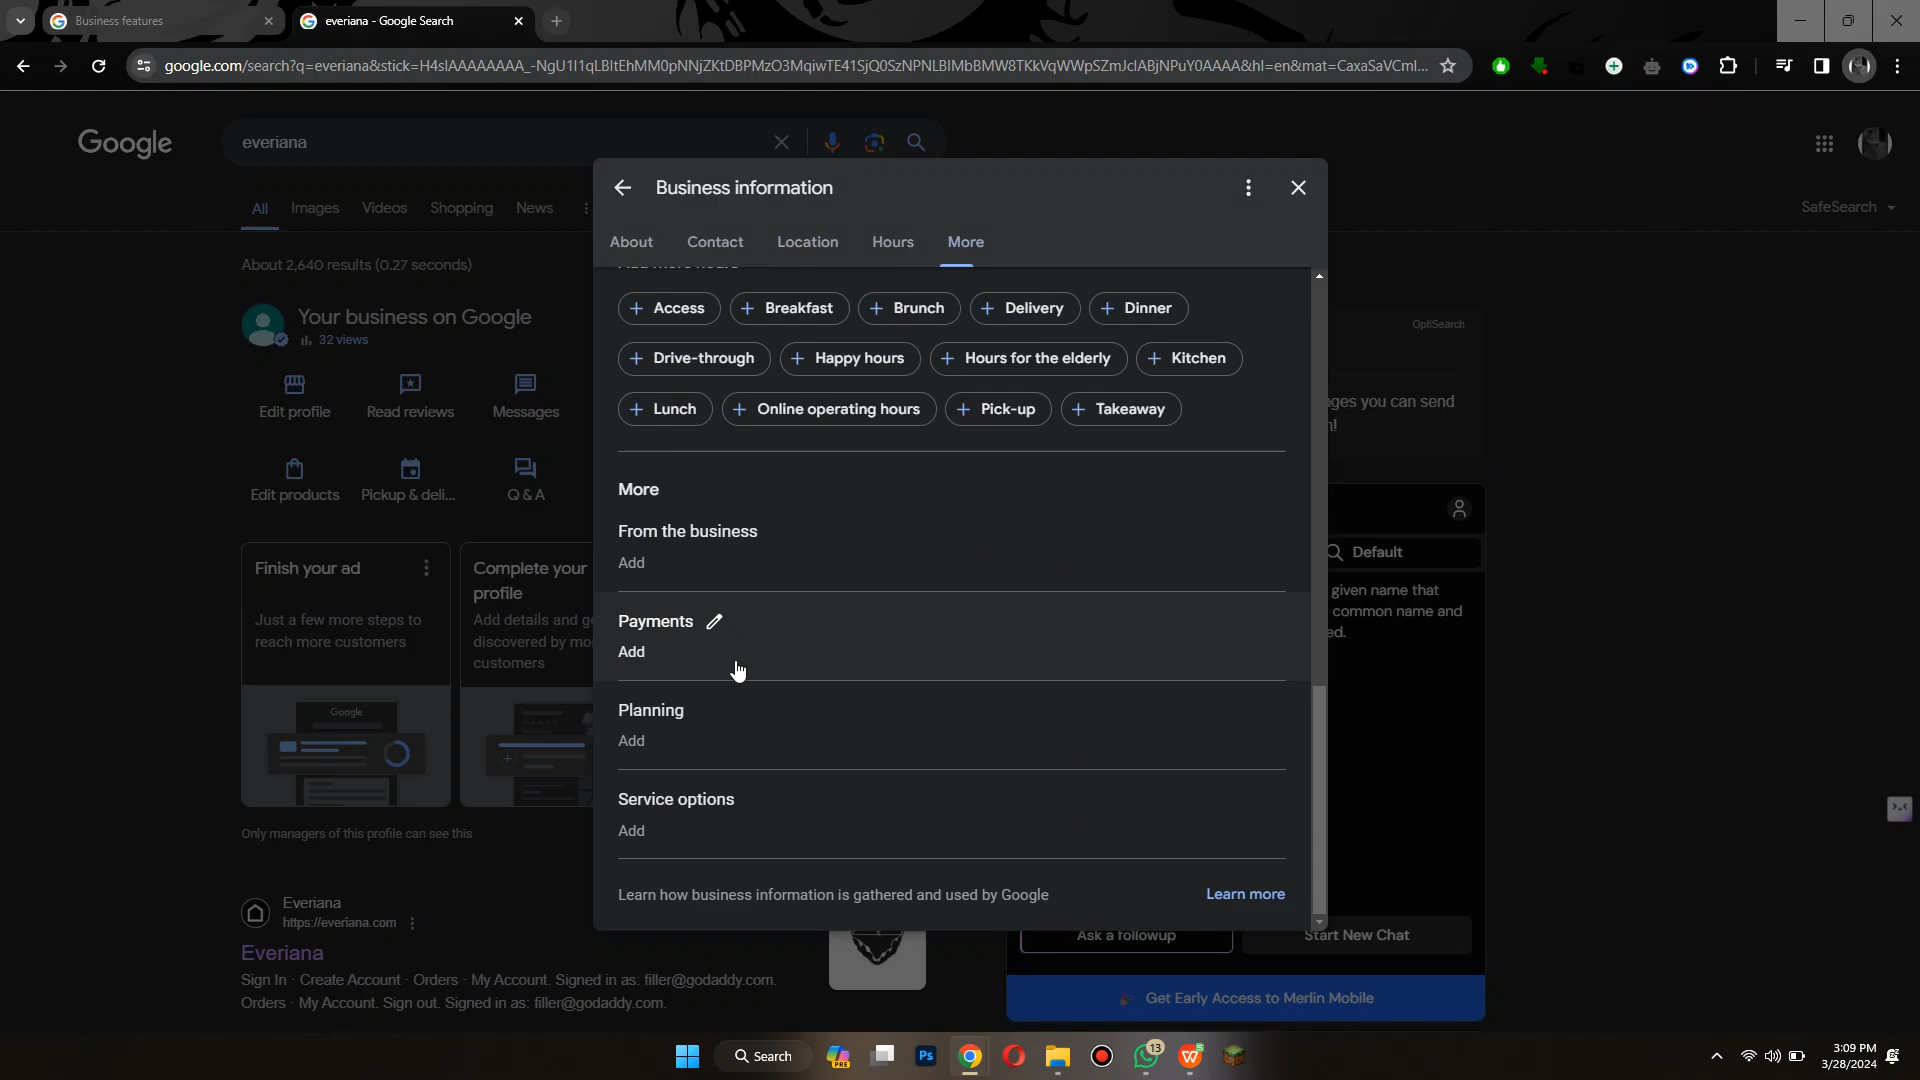 Business features
everiana - Google Search
google.com/search?q=everiana&stick=H4sIAAAAAAAA_-NgU1I1qLBItEhMM0pNNjZKtDBPMzO3MqiwTE41SjQ0SzNPNLBIMbBMW8TKkVqWWpSZmJcIABjNPuY0AAAA&hl=en&mat=CaxaSaVCmI...
Google
everiana
All Images Videos Shopping News
SafeSearch
About 2,640 results (0.27 seconds)
Your business on Google
32 views
Edit profile Read reviews Messages
Edit products Pickup & deli... Q & A
Finish your ad
Just a few more steps to
reach more customers
Google
Complete your
profile
Add details and ge
discovered by mo
customers
Only managers of this profile can see this
Everiana
https://everiana.com
Everiana
Sign In · Create Account · Orders · My Account. Signed in as: filler@godaddy.com.
Orders · My Account. Sign out. Signed in as: filler@godaddy.com.
Business information
About Contact Location Hours More
Access Breakfast Brunch Delivery Dinner
Drive-through Happy hours Hours for the elderly Kitchen
Lunch Online operating hours Pick-up Takeaway
More
From the business
Add
Payments
Add
Planning
Add
Service options
Add
Learn how business information is gathered and used by Google Learn more
OptiSearch
ges you can send
n!
Default
given name that
common name and
ed.
Ask a followup Start New Chat
Get Early Access to Merlin Mobile
Search
PRE
Ps
13
3:09 PM
3/28/2024